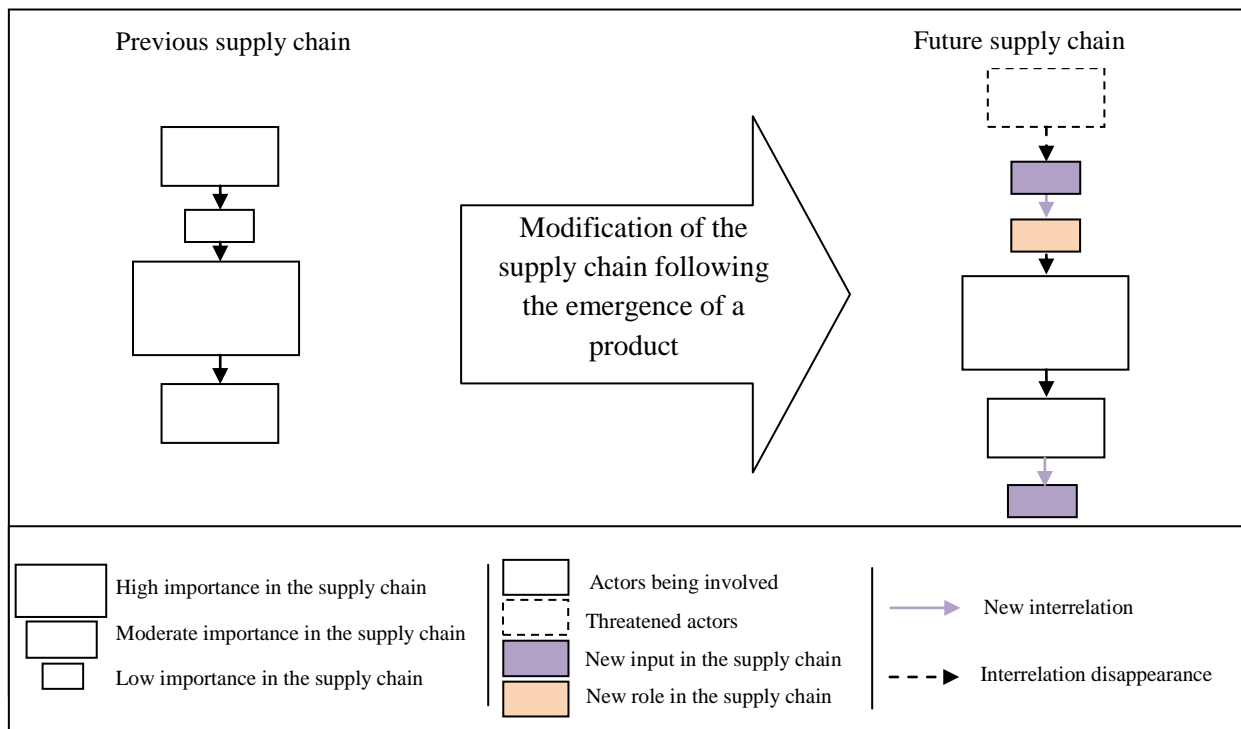 Previous supply chain
Future supply chain
Modification of the
supply chain following
the emergence of a
product
High importance in the supply chain
Moderate importance in the supply chain
Low importance in the supply chain
Actors being involved
Threatened actors
New input in the supply chain
New role in the supply chain
New interrelation
Interrelation disappearance